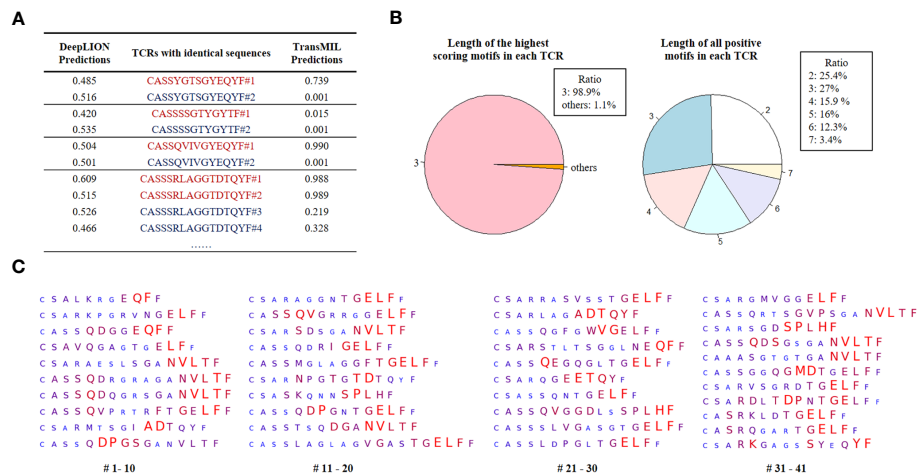 A
DeepLION Predictions TCRs with identical sequences TransMIL Predictions
0.485 CASSYGTSGYEQYF#1 0.739
0.516 CASSYGTSGYEQYF#2 0.001
0.420 CASSSSGTYGYTF#1 0.015
0.535 CASSSSGTYGYTF#2 0.001
0.504 CASSQVIVGYEQYF#1 0.990
0.501 CASSQVIVGYEQYF#2 0.001
0.609 CASSSRLAGGTDTQYF#1 0.988
0.515 CASSSRLAGGTDTQYF#2 0.989
0.526 CASSSRLAGGTDTQYF#3 0.219
0.466 CASSSRLAGGTDTQYF#4 0.328
......
B
Length of the highest
scoring motifs in each TCR
Ratio
3: 98.9%
others: 1.1%
3
others
Length of all positive
motifs in each TCR
Ratio
2: 25.4%
3: 27%
4: 15.9 %
5: 16%
6: 12.3%
7: 3.4%
2
3
4
5
6
7
C
CSALKRGEQFF
CSARKPGRVNGELFF
CASSQDGGEQFF
CSAVQGAGTGELFF
CSARAESLSGANVLTF
CASSQDRGRAGANVLTF
CASSQDQGRSGANVLTF
CASSQVPRTRFTGELFF
CSARMTSGIADTQYF
CASSQDPGSGANVLTF
# 1- 10
CSARAGGNTGELFF
CASSQVGRRGGELFF
CSARSDSGANVLTF
CASSQDRIGELFF
CASSMGLAGGFTGELFF
CSARNPGTGTDTQYF
CSASKQNNSPLHF
CASSQDPGNTGELFF
CASSQVTDGANVLTF
CASSLAGLAGVGASTGELFF
# 11 - 20
CSARRASVSSTGELFF
CSARLAGADTQYF
CASSQGFGWVGELFF
CSARSTLTSGGLNEQFF
CASSQEGQGLTGELFF
CSARQGEETQYF
CASSSQNTGELFF
CASSQVGGDLSSPLHF
CASSSLVGASGTGELFF
CASSLDPGLTGELFF
# 21 - 30
CSARGMVGGELFF
CASSQRTSGVPSGANVLTF
CSARSGDSPLHF
CASSQDSGSGANVLTF
CAAASGTGTGANVLTF
CASSGGQGMDTGELFF
CSARVSGRDTGELFF
CSARDLTDPNTGELFF
CASRKLDTGELFF
CASSTRQGARTGELFF
CSARKGAGSSYEQYF
# 31 - 41